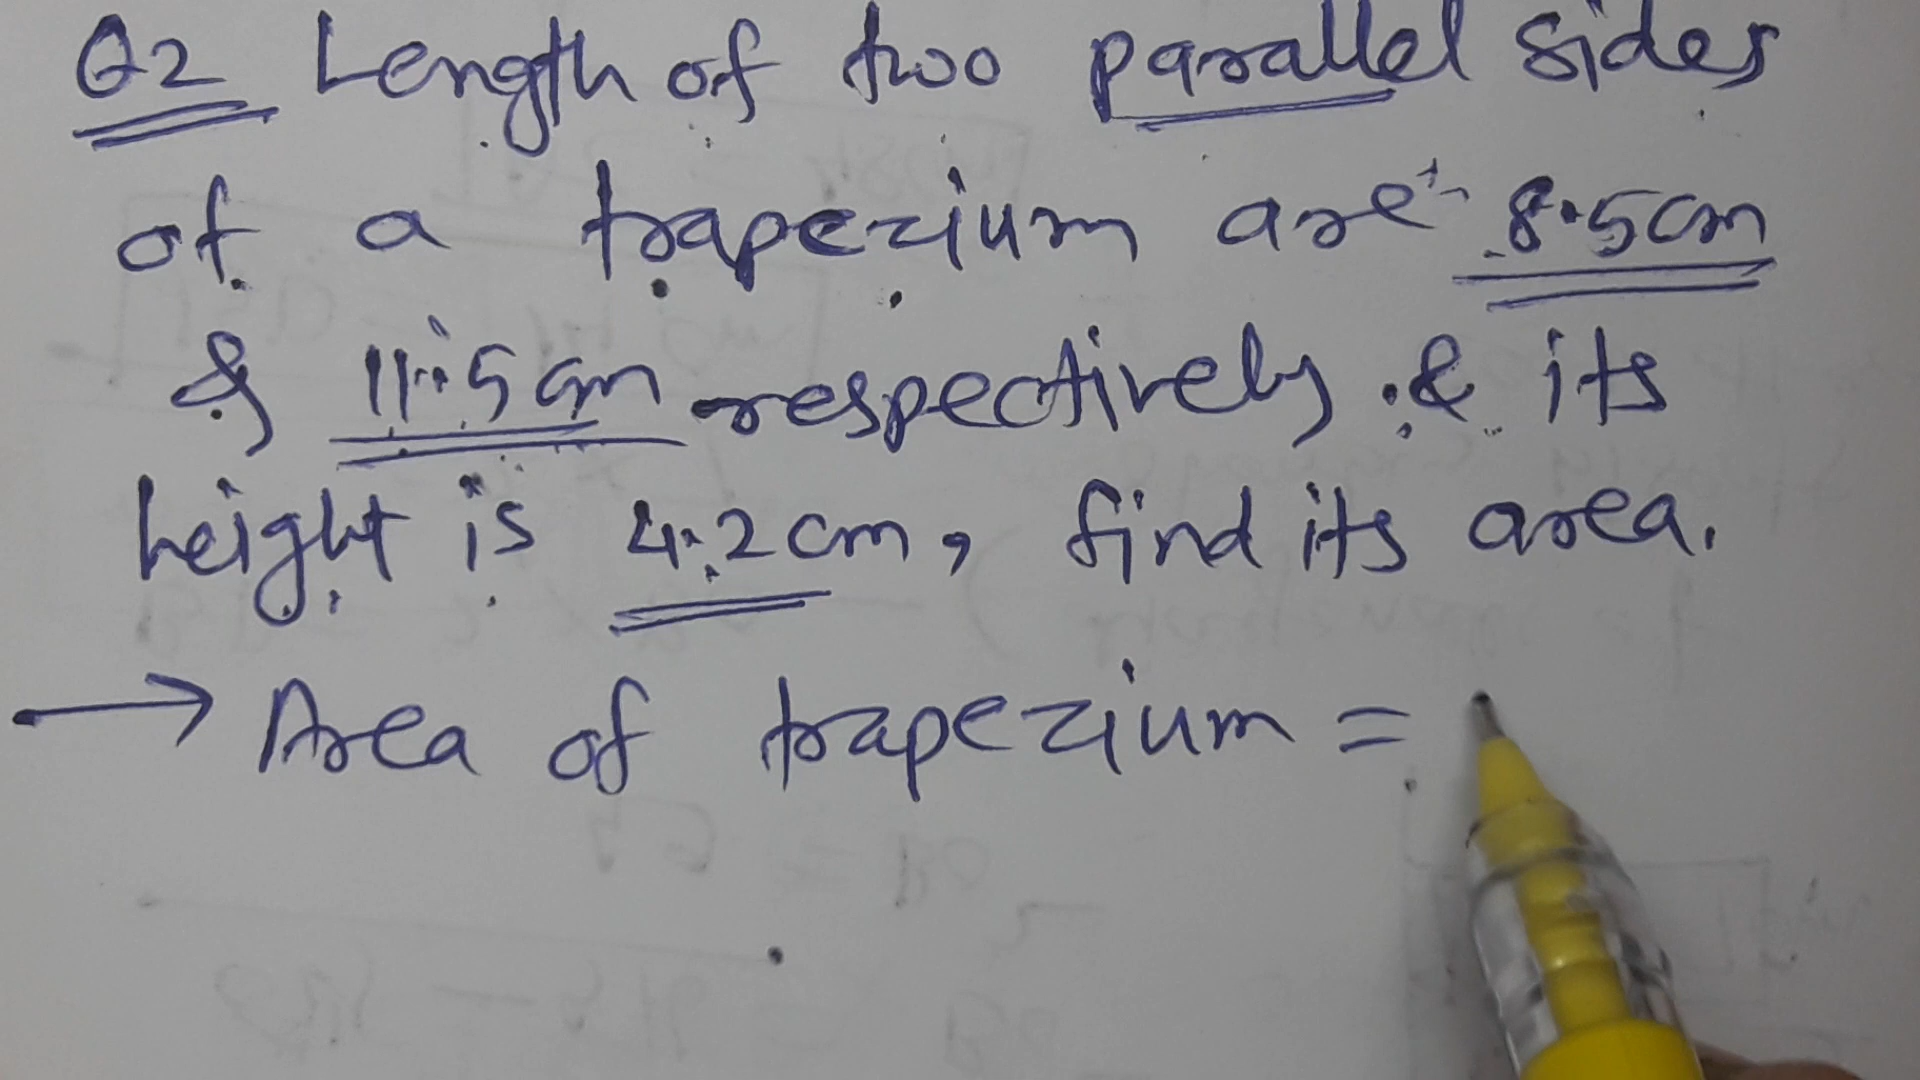 Q2 Length of two parallel sides
of a trapezium are 8.5cm
& 11.5cm respectively & its
height is 4.2cm, find its area.
→ Area of trapezium =